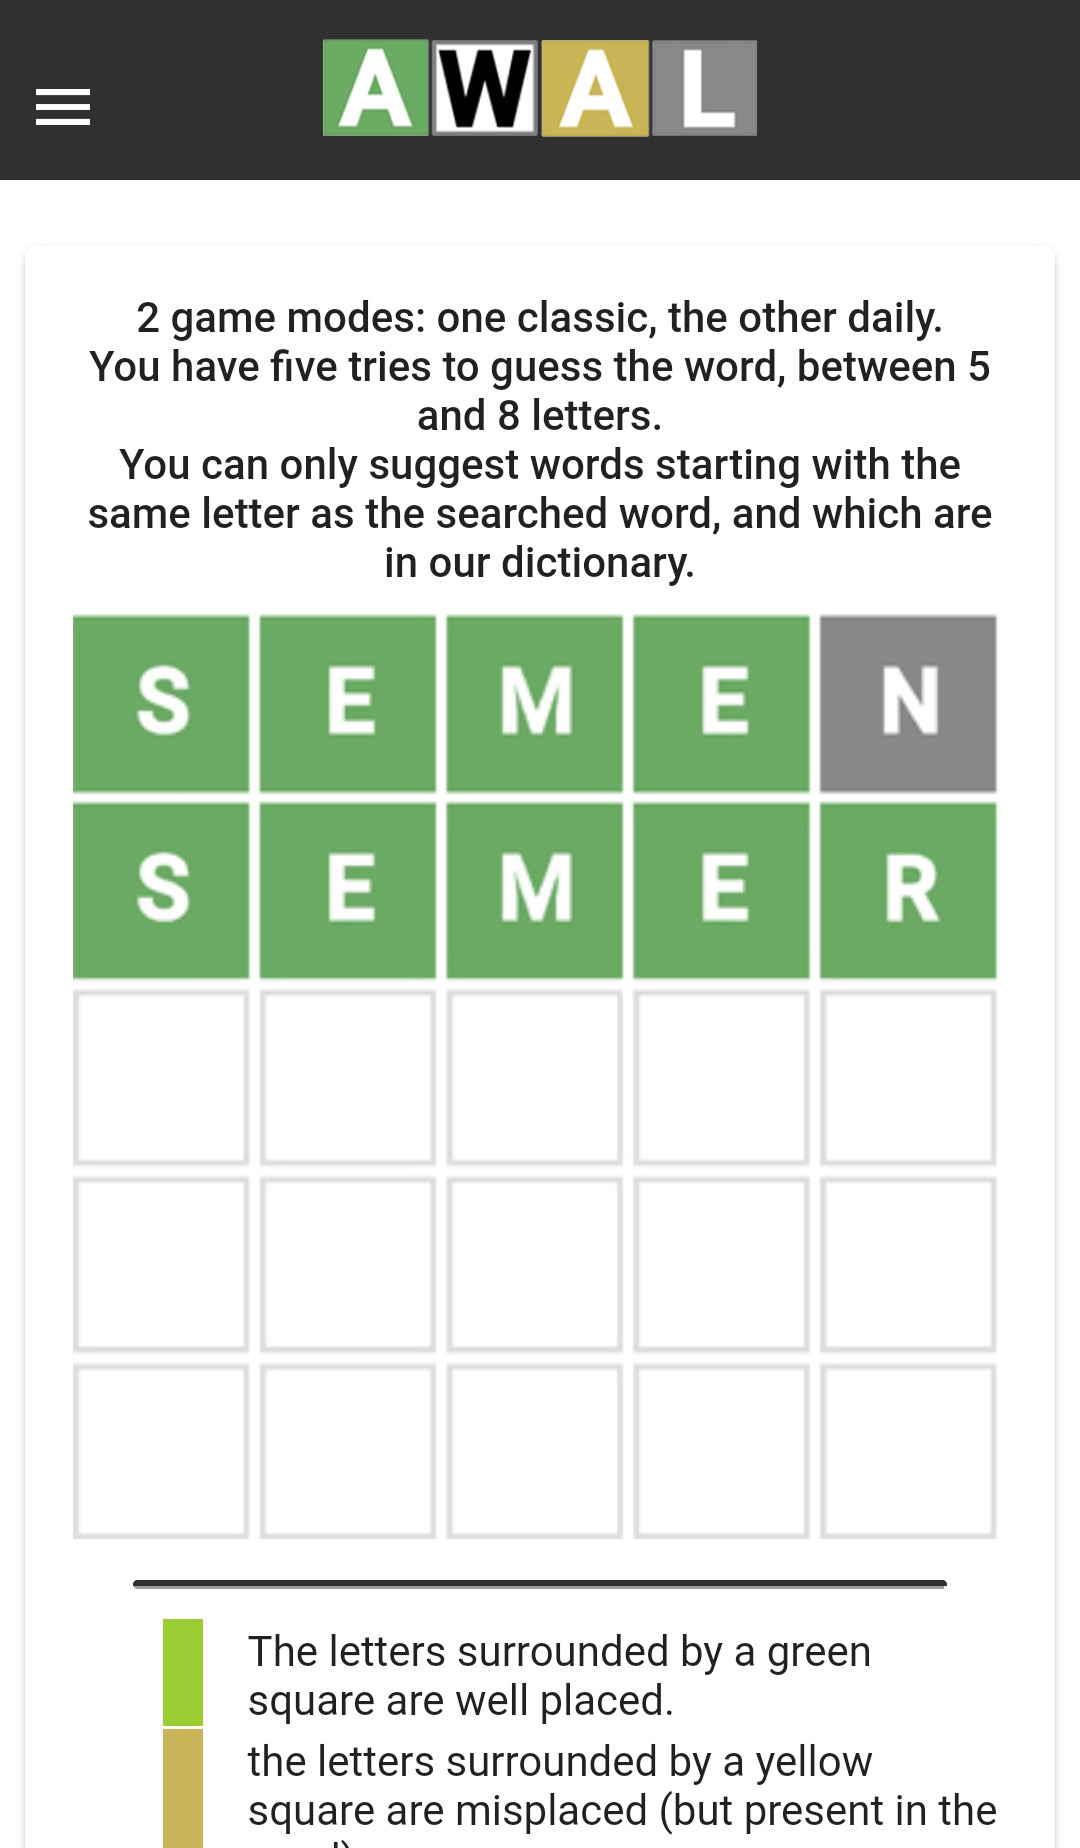 AWAL
2 game modes: one classic, the other daily.
You have five tries to guess the word, between 5
and 8 letters.
You can only suggest words starting with the
same letter as the searched word, and which are
in our dictionary.
S E M E N
S E M E R
The letters surrounded by a green
square are well placed.
the letters surrounded by a yellow
square are misplaced (but present in the